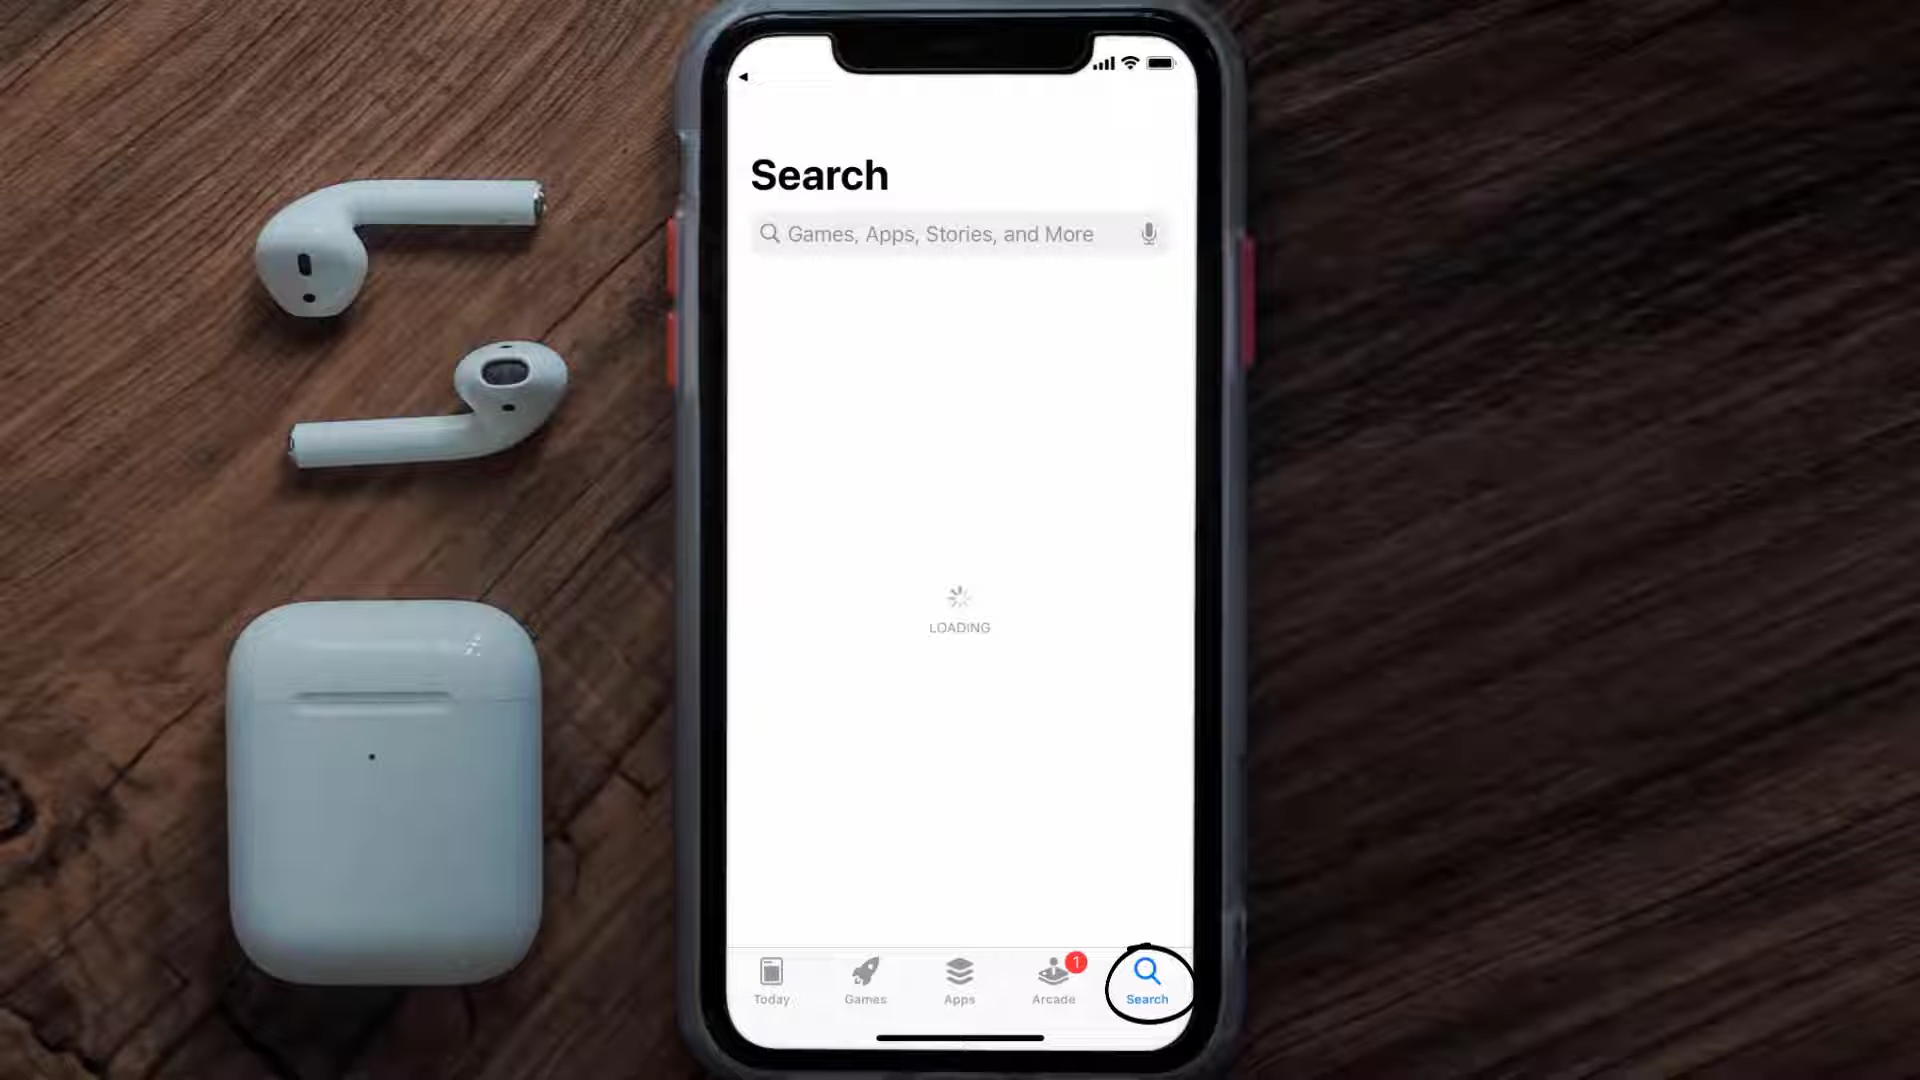 Search
Games, Apps, Stories, and More
LOADING
1
Today
Games
Apps
Arcade
Search